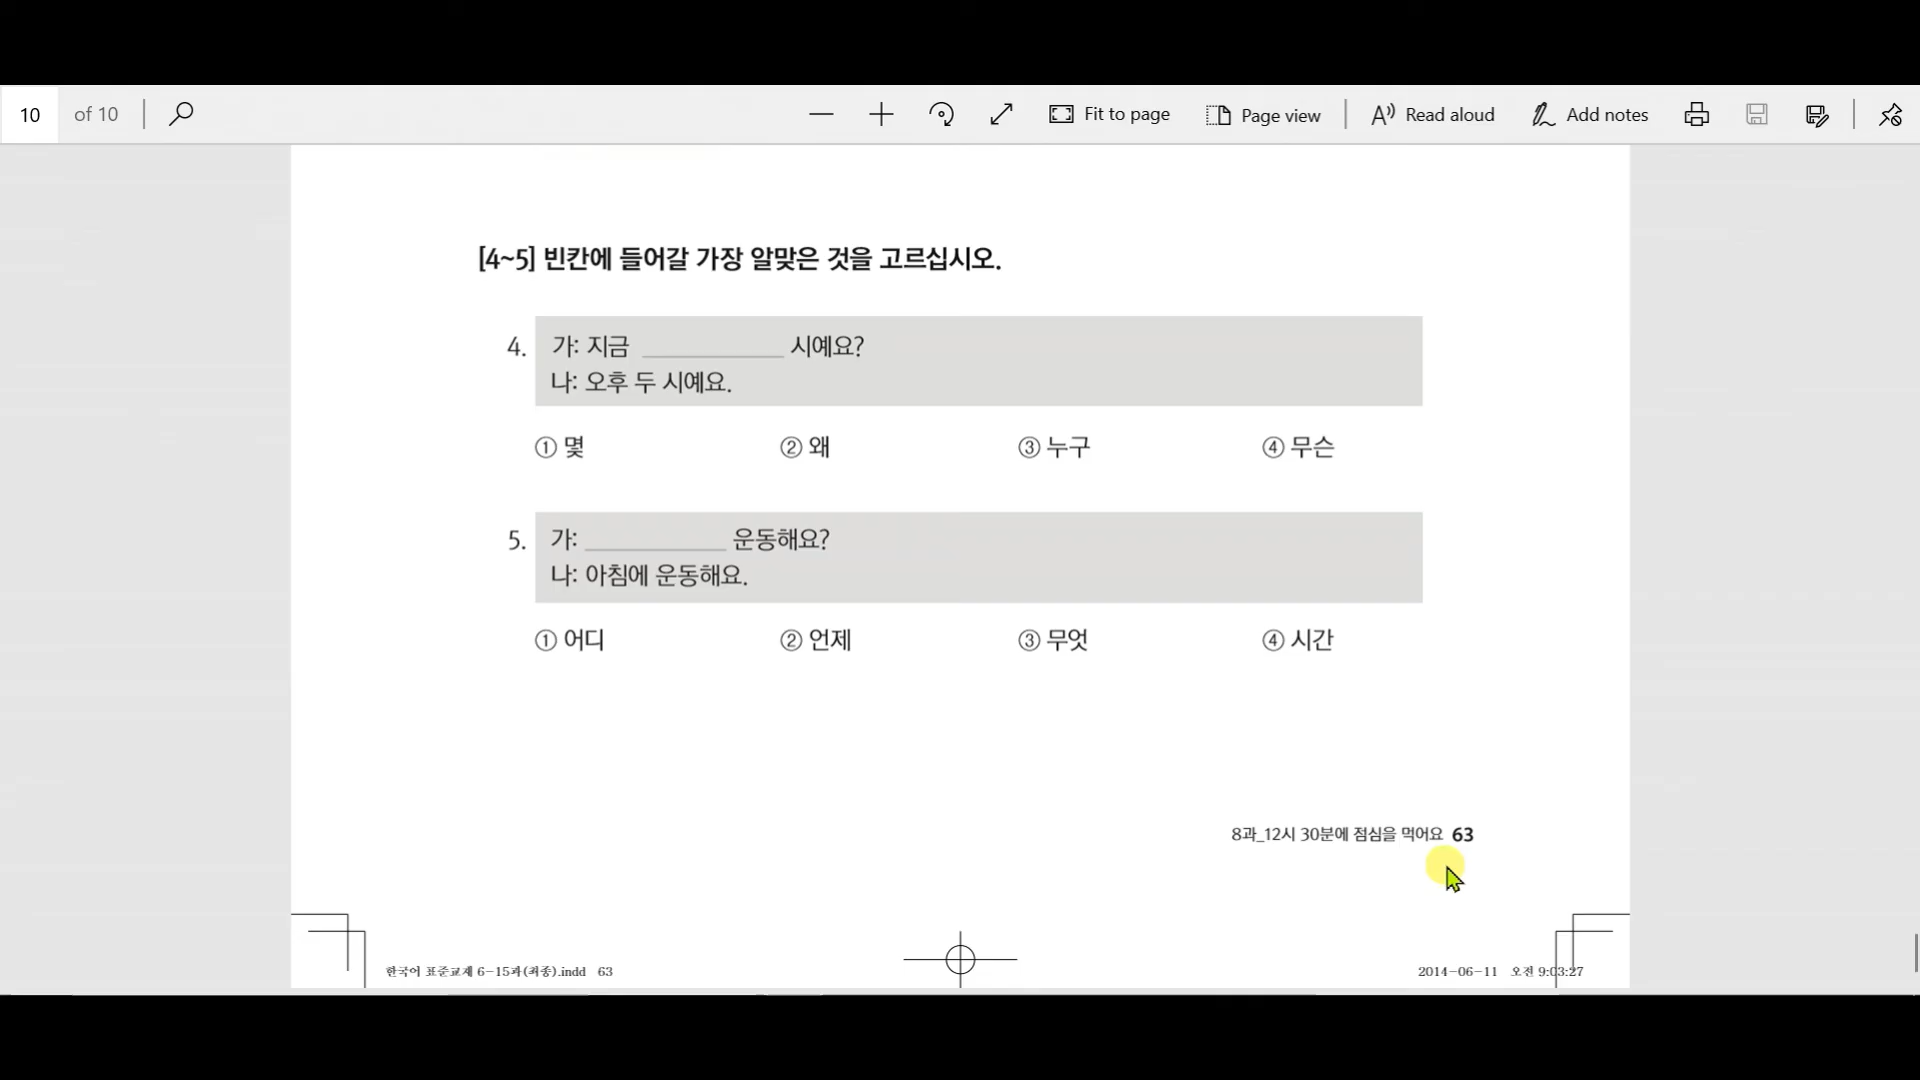 10 of 10 Fit to page Page view Read aloud Add notes
[4~5] 빈칸에 들어갈 가장 알맞은 것을 고르십시오.
4. 가: 지금 __________ 시예요?
나: 오후 두 시예요.
① 몇 ② 왜 ③ 누구 ④ 무슨
5. 가: __________ 운동해요?
나: 아침에 운동해요.
① 어디 ② 언제 ③ 무엇 ④ 시간
8과_12시 30분에 점심을 먹어요 63
한국어 표준교재 6-15과(최종).indd 63 2014-06-11 오전 9:03:27